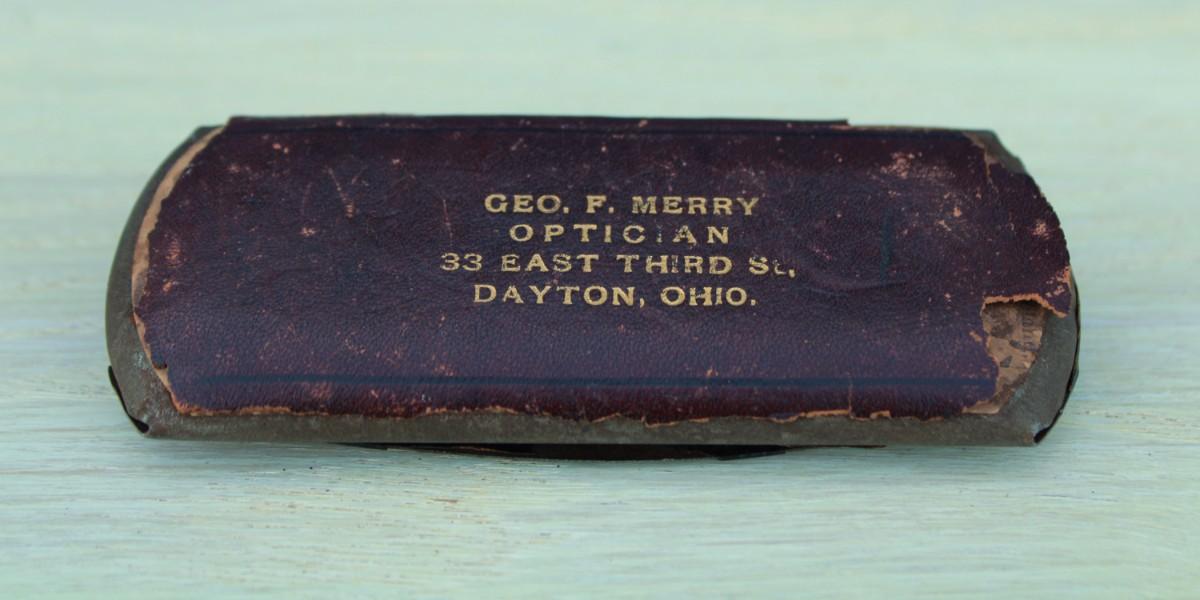 GEO. F. MERRY
OPTICIAN
33 EAST THIRD St,
DAYTON, OHIO.